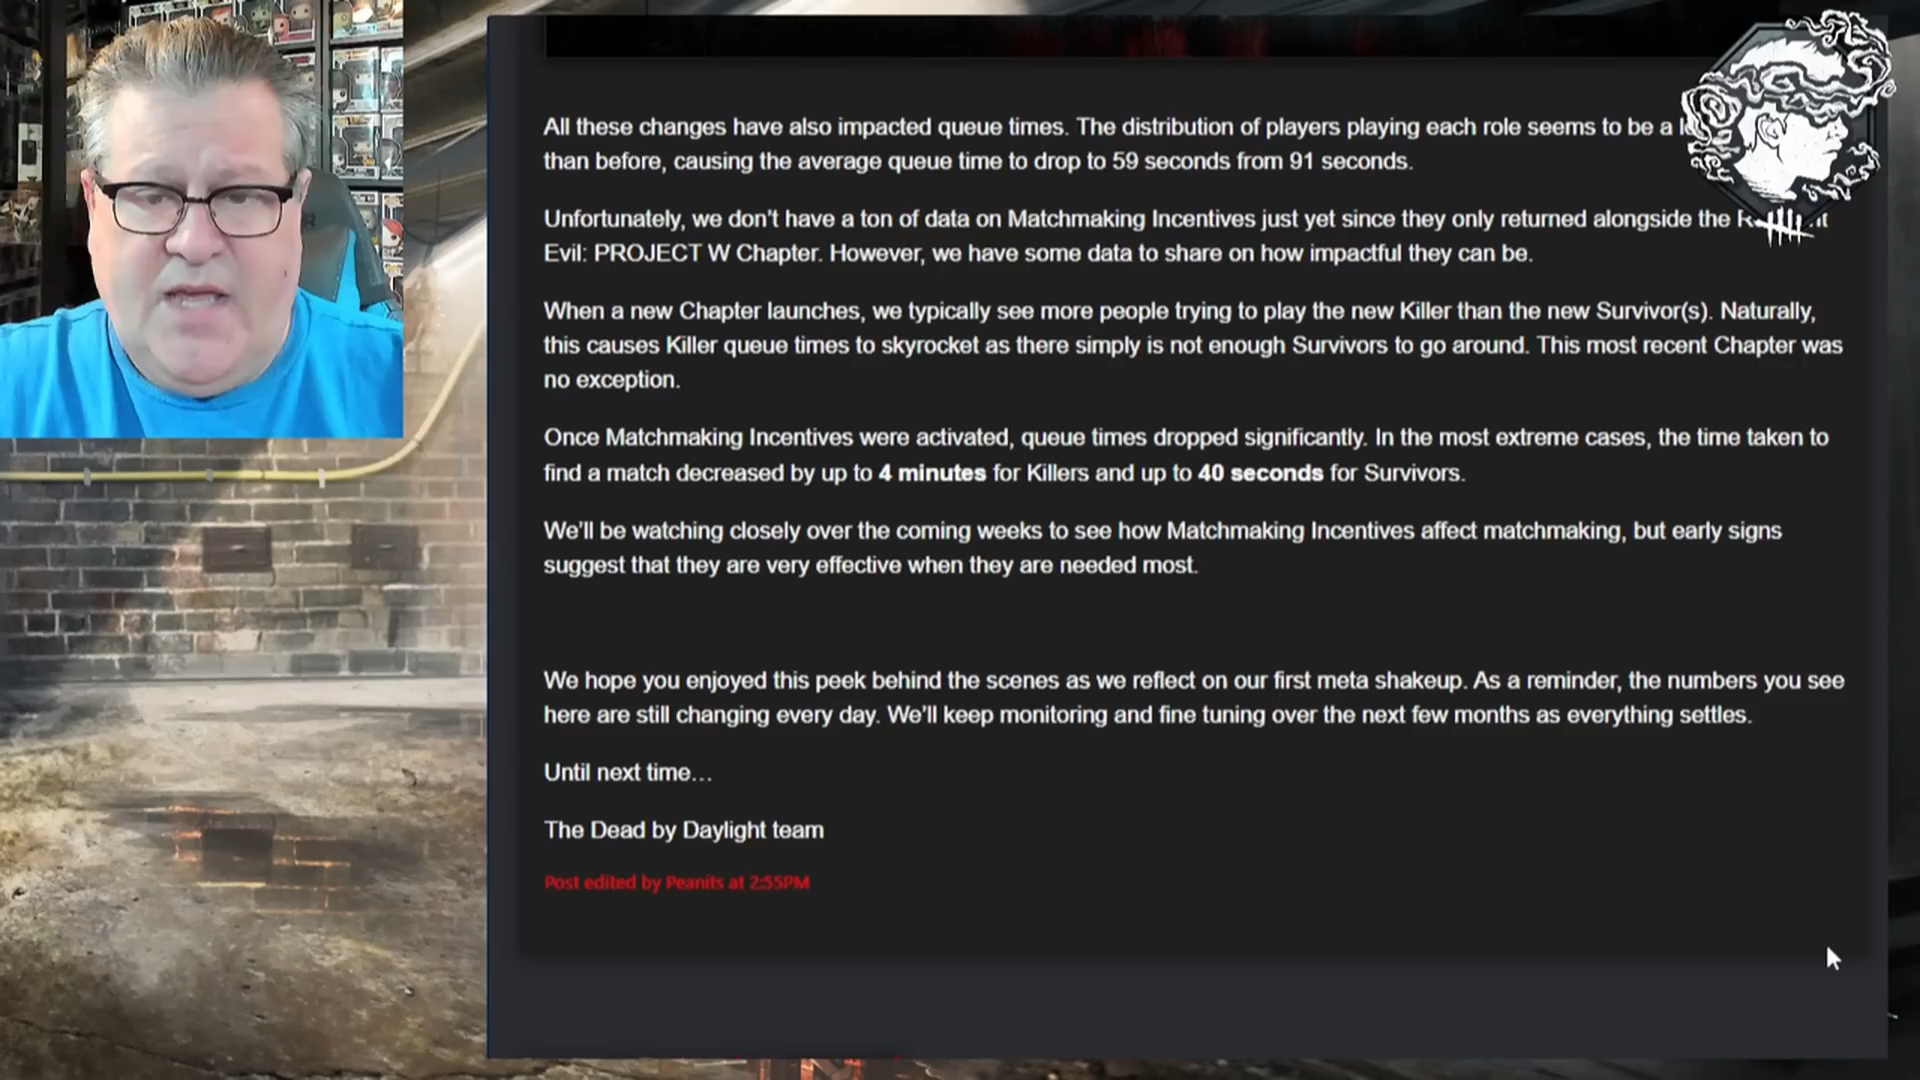 All these changes have also impacted queue times. The distribution of players playing each role seems to be a
than before, causing the average queue time to drop to 59 seconds from 91 seconds.
Unfortunately, we don't have a ton of data on Matchmaking Incentives just yet since they only returned alongside the
Evil: PROJECT W Chapter. However, we have some data to share on how impactful they can be.
When a new Chapter launches, we typically see more people trying to play the new Killer than the new Survivor(s). Naturally,
this causes Killer queue times to skyrocket as there simply is not enough Survivors to go around. This most recent Chapter was
no exception.
Once Matchmaking Incentives were activated, queue times dropped significantly. In the most extreme cases, the time taken to
find a match decreased by up to 4 minutes for Killers and up to 40 seconds for Survivors.
We'll be watching closely over the coming weeks to see how Matchmaking Incentives affect matchmaking, but early signs
suggest that they are very effective when they are needed most.
We hope you enjoyed this peek behind the scenes as we reflect on our first meta shakeup. As a reminder, the numbers you see
here are still changing every day. We'll keep monitoring and fine tuning over the next few months as everything settles.
Until next time…
The Dead by Daylight team
Post edited by Peanits at 2:55PM